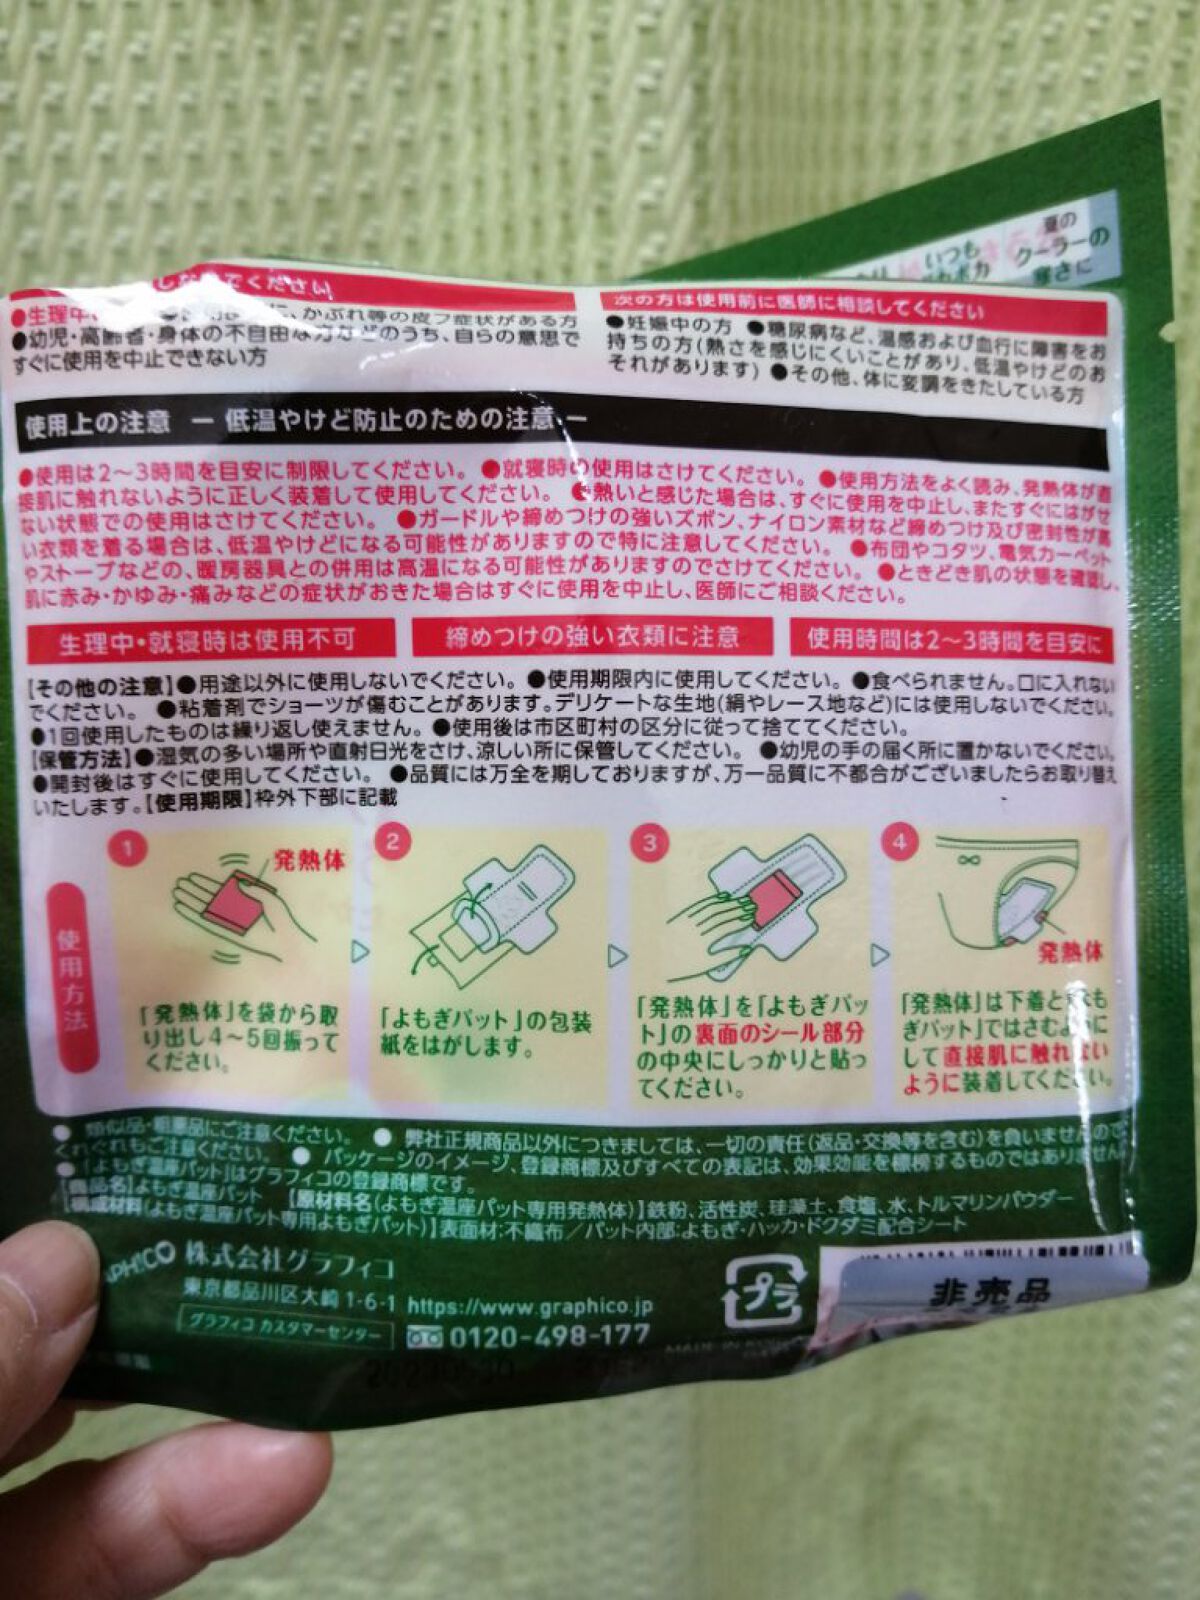 夏の
いつも
クーラーの
寒さに
しないでください
●生理中
かぶれ等の皮フ症状がある方
●幼児・高齢者・身体の不自由な方などのうち、自らの意思で
すぐに使用を中止できない方
次の方は使用前に医師に相談してください
●妊娠中の方 ●糖尿病など、温感および血行に障害をお
持ちの方(熱さを感じにくいことがあり、低温やけどのお
それがあります) ●その他、体に変調をきたしている方
使用上の注意 ー 低温やけど防止のための注意 ー
●使用は2〜3時間を目安に制限してください。 ●就寝時の使用はさけてください。 ●使用方法をよく読み、発熱体が直
接肌に触れないように正しく装着して使用してください。 ●熱いと感じた場合は、すぐに使用を中止し、またすぐにはがせ
ない状態での使用はさけてください。 ●ガードルや締めつけの強いズボン、ナイロン素材など締めつけ及び密封性が高
い衣類を着る場合は、低温やけどになる可能性がありますので特に注意してください。 ●布団やコタツ、電気カーペット
やストーブなどの、暖房器具との併用は高温になる可能性がありますのでさけてください。 ●ときどき肌の状態を確認し、
肌に赤み・かゆみ・痛みなどの症状がおきた場合はすぐに使用を中止し、医師にご相談ください。
生理中・就寝時は使用不可
締めつけの強い衣類に注意
使用時間は2〜3時間を目安に
【その他の注意】●用途以外に使用しないでください。 ●使用期限内に使用してください。 ●食べられません。口に入れない
でください。 ●粘着剤でショーツが傷むことがあります。デリケートな生地(絹やレース地など)には使用しないでください。
●1回使用したものは繰り返し使えません。 ●使用後は市区町村の区分に従って捨ててください。
【保管方法】●湿気の多い場所や直射日光をさけ、涼しい所に保管してください。 ●幼児の手の届く所に置かないでください。
●開封後はすぐに使用してください。 ●品質には万全を期しておりますが、万一品質に不都合がございましたらお取り替え
いたします。【使用期限】枠外下部に記載
使用方法
1
発熱体
「発熱体」を袋から取
り出し4〜5回振って
ください。
2
「よもぎパット」の包装
紙をはがします。
3
「発熱体」を「よもぎパッ
ト」の裏面のシール部分
の中央にしっかりと貼っ
てください。
4
発熱体
「発熱体」は下着と「よも
ぎパット」ではさむように
して直接肌に触れない
ように装着してください。
● 類似品・粗悪品にご注意ください。 ● 弊社正規商品以外につきましては、一切の責任(返品・交換等を含む)を負いませんので
くれぐれもご注意ください。 ● パッケージのイメージ、登録商標及びすべての表記は、効果効能を標榜するものではありません。
●「よもぎ温座パット」はグラフィコの登録商標です。
【商品名】よもぎ温座パット 【原材料名(よもぎ温座パット専用発熱体)】鉄粉、活性炭、珪藻土、食塩、水、トルマリンパウダー
【構成材料(よもぎ温座パット専用よもぎパット)】表面材:不織布/パット内部:よもぎ・ハッカ・ドクダミ配合シート
GRAPHICO 株式会社グラフィコ
東京都品川区大崎1-6-1 https://www.graphico.jp
グラフィコ カスタマーセンター 0120-498-177
プラ
非売品